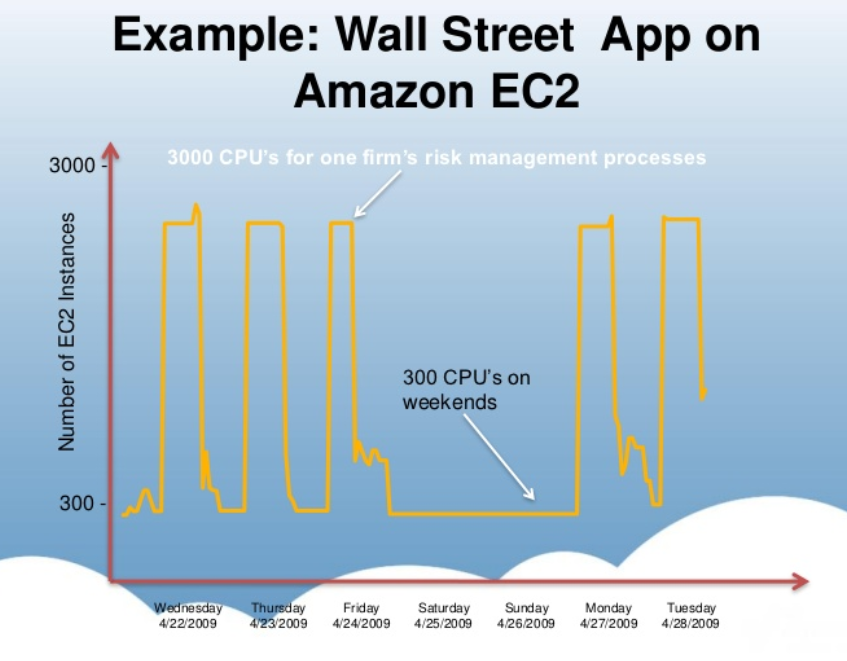 Example: Wall Street App on
Amazon EC2
3000 CPU's for one firm's risk management processes
3000 -
Number of EC2 Instances
300 CPU's on
weekends
300 -
Wednesday Thursday Friday Saturday Sunday Monday Tuesday
4/22/2009 4/23/2009 4/24/2009 4/25/2009 4/26/2009 4/27/2009 4/28/2009